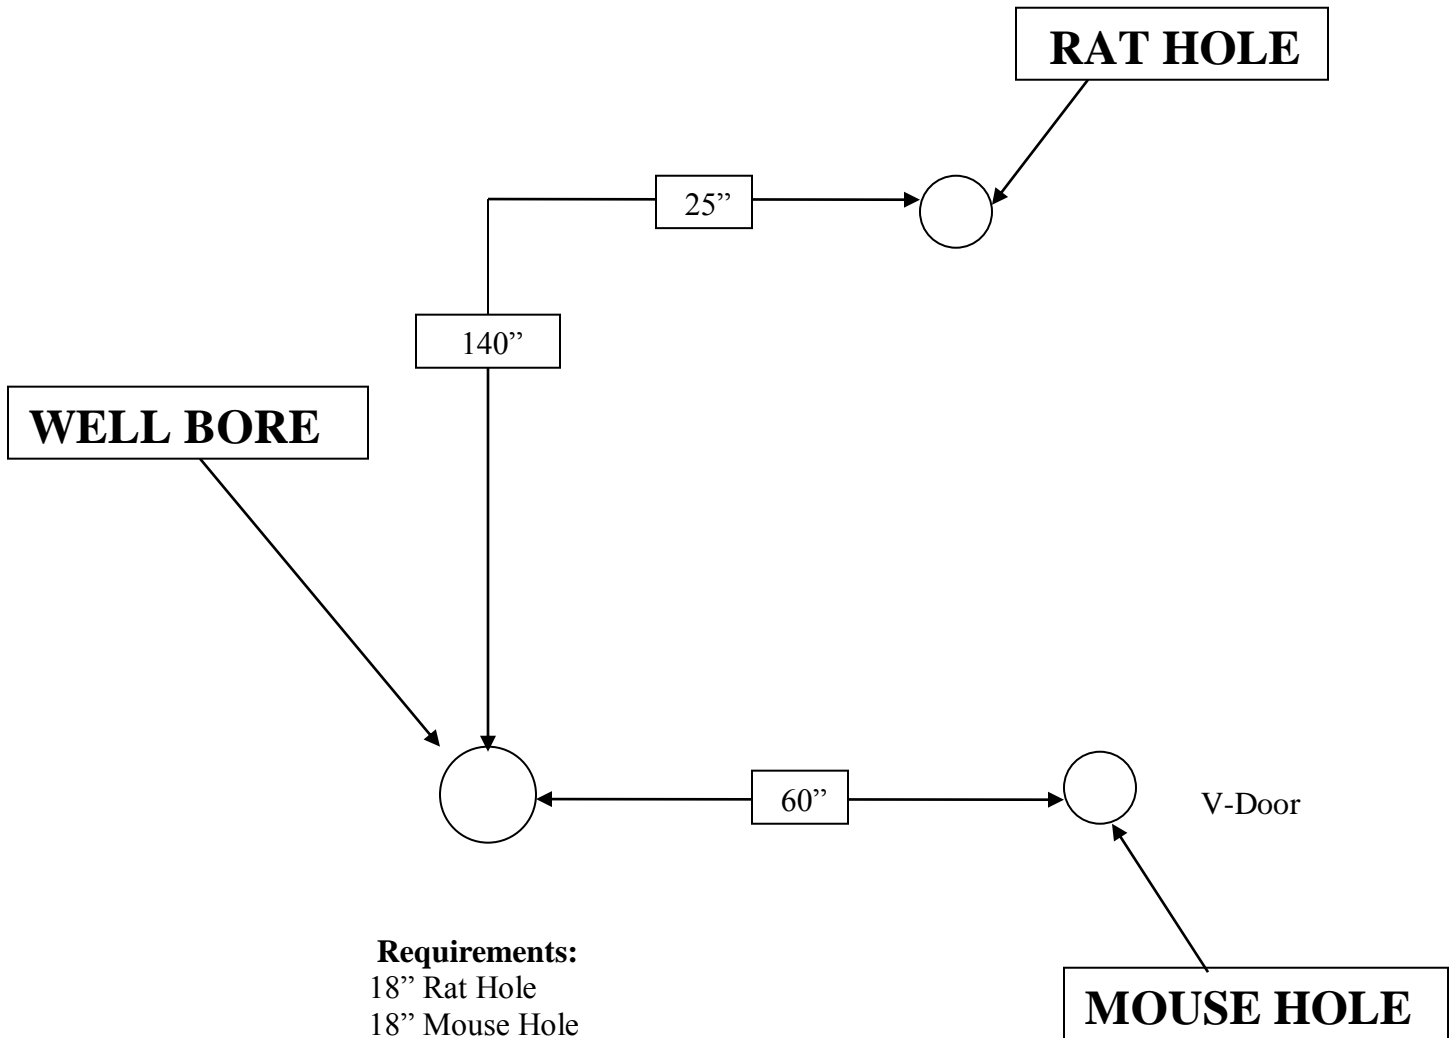 RAT HOLE
25”
140”
WELL BORE
60”
V-Door
Requirements:
18” Rat Hole
18” Mouse Hole
MOUSE HOLE